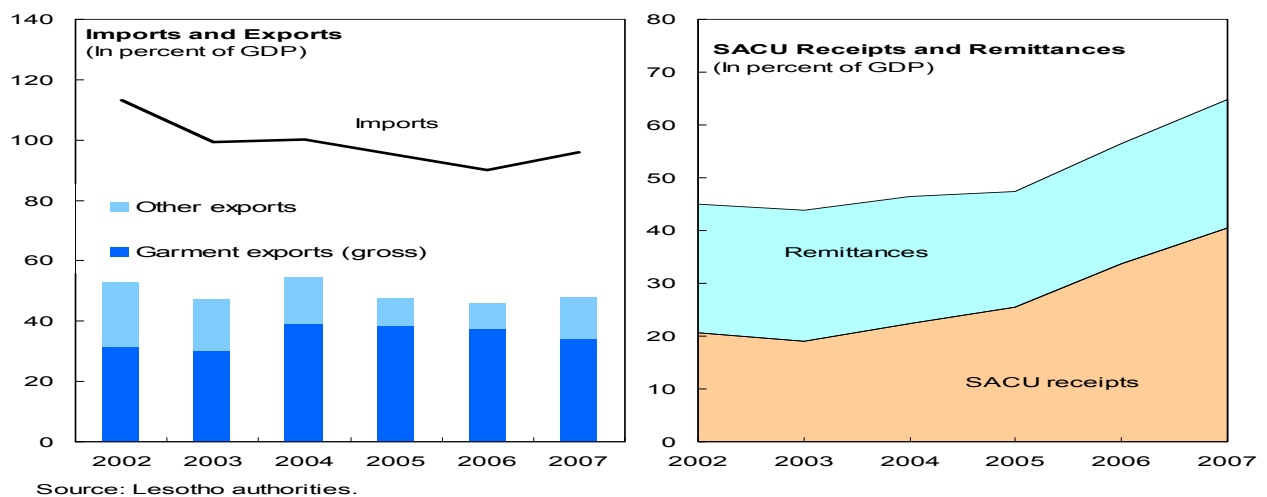 Imports and Exports
(In percent of GDP)
140
120
100
80
60
40
20
0
Imports
Other exports
Garment exports (gross)
2002 2003 2004 2005 2006 2007
SACU Receipts and Remittances
(In percent of GDP)
80
70
60
50
40
30
20
10
0
Remittances
SACU receipts
2002 2003 2004 2005 2006 2007
Source: Lesotho authorities.